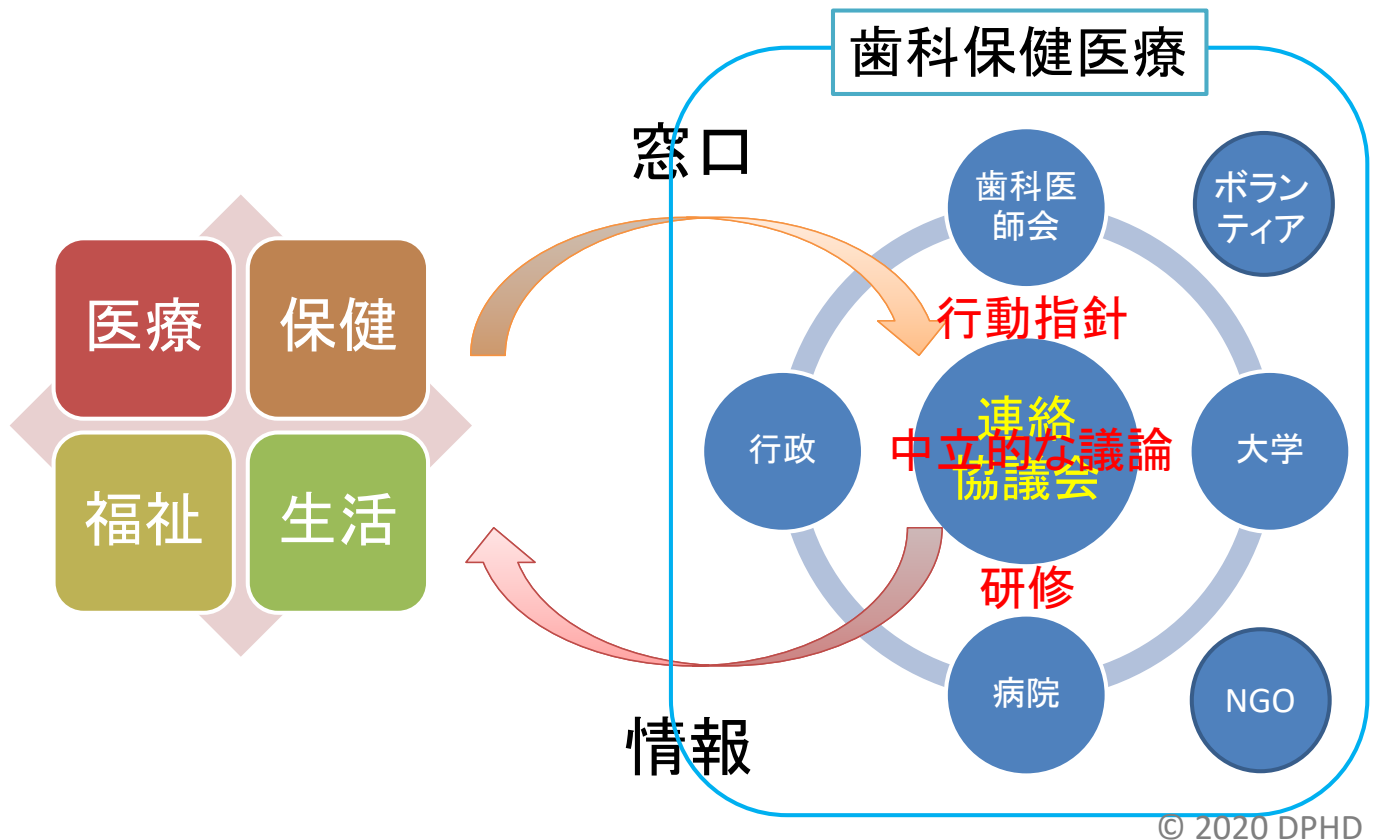 歯科保健医療
窓口
歯科医
師会
ボラン
ティア
医療
保健
行動指針
連絡
協議会
中立的な議論
行政
大学
福祉
生活
研修
病院
NGO
情報
© 2020 DPHD